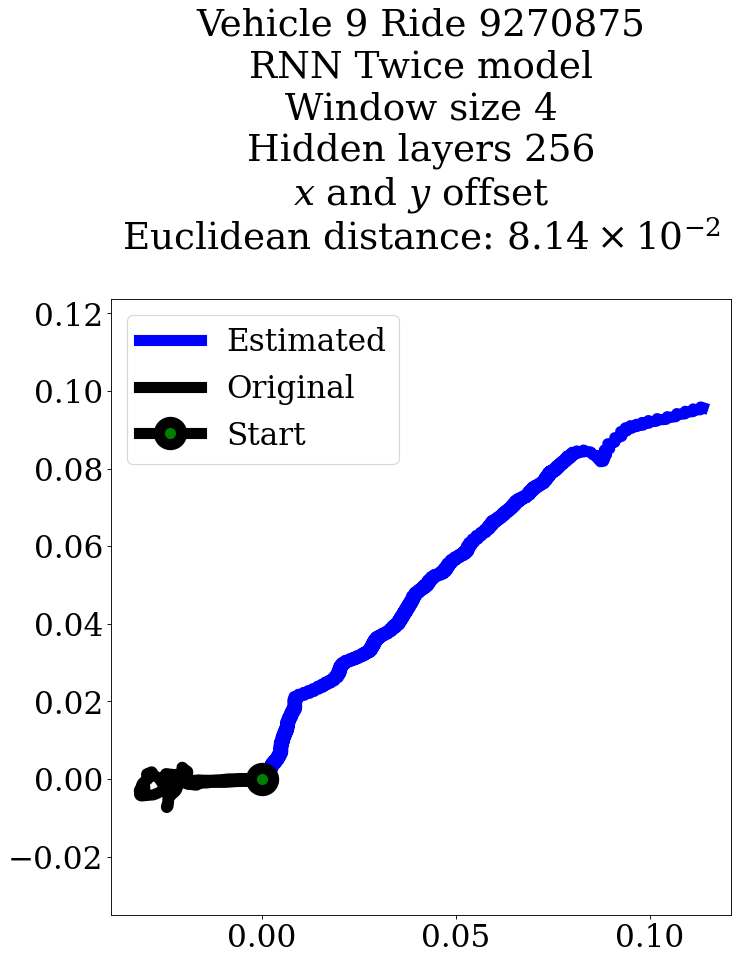 Vehicle 9 Ride 9270875
RNN Twice model
Window size 4
Hidden layers 256
x and y offset
Euclidean distance: 8.14 × 10⁻²
Estimated
Original
Start
0.12
0.10
0.08
0.06
0.04
0.02
0.00
−0.02
0.00 0.05 0.10